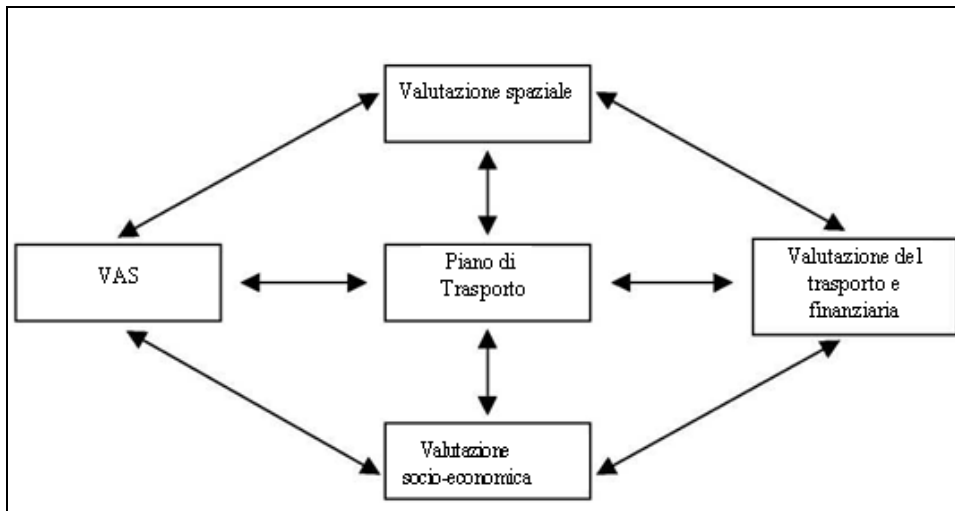 Valutazione spaziale
VAS
Piano di
Trasporto
Valutazione del
trasporto e
finanziaria
Valutazione
socio-economica